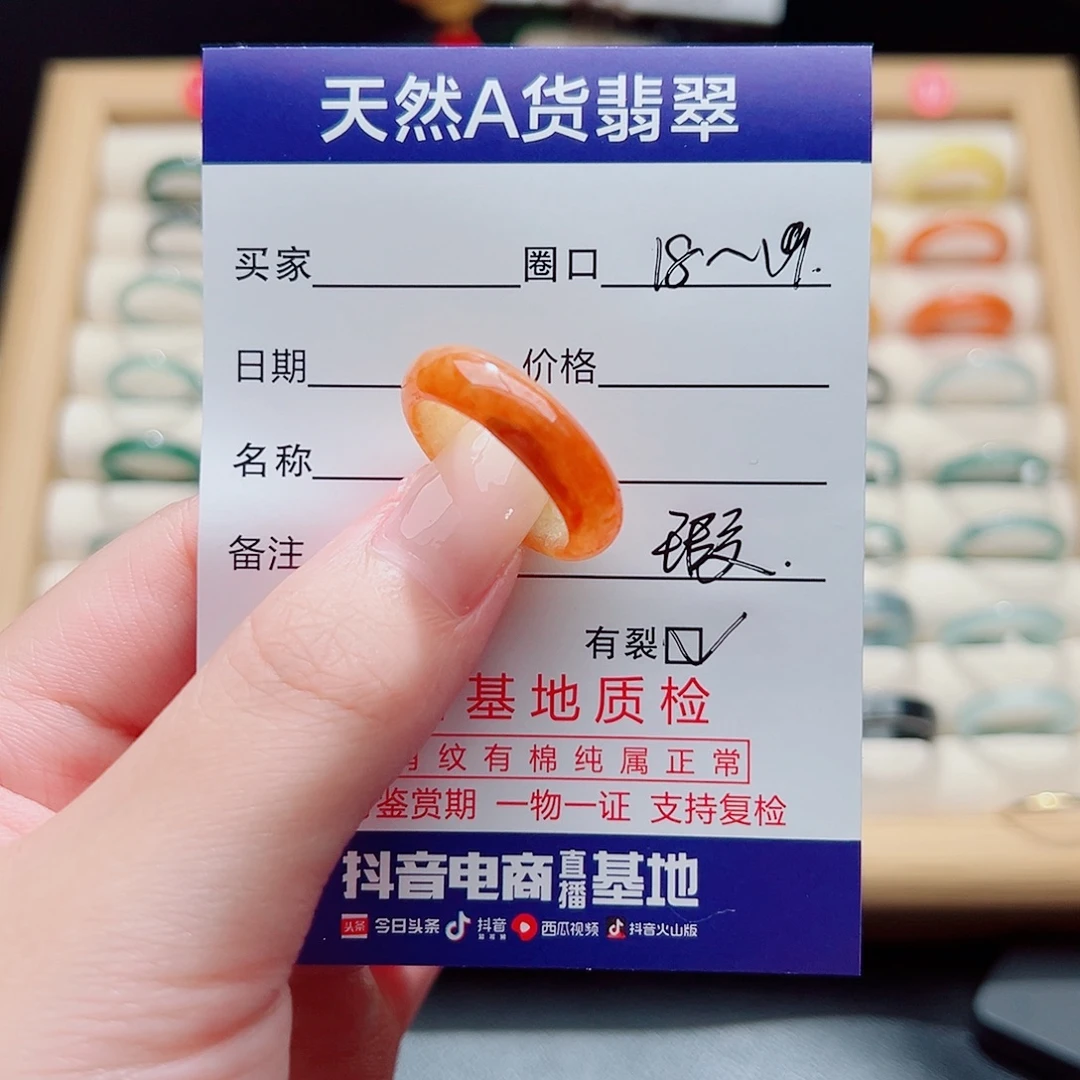 天然A货翡翠
买家 圈口 18~19.
日期 价格
名称
备注 瑕.
有裂☑
基地质检
纹有棉纯属正常
鉴赏期 一物一证 支持复检
抖音电商直播基地
头条 今日头条 抖音 西瓜视频 抖音火山版